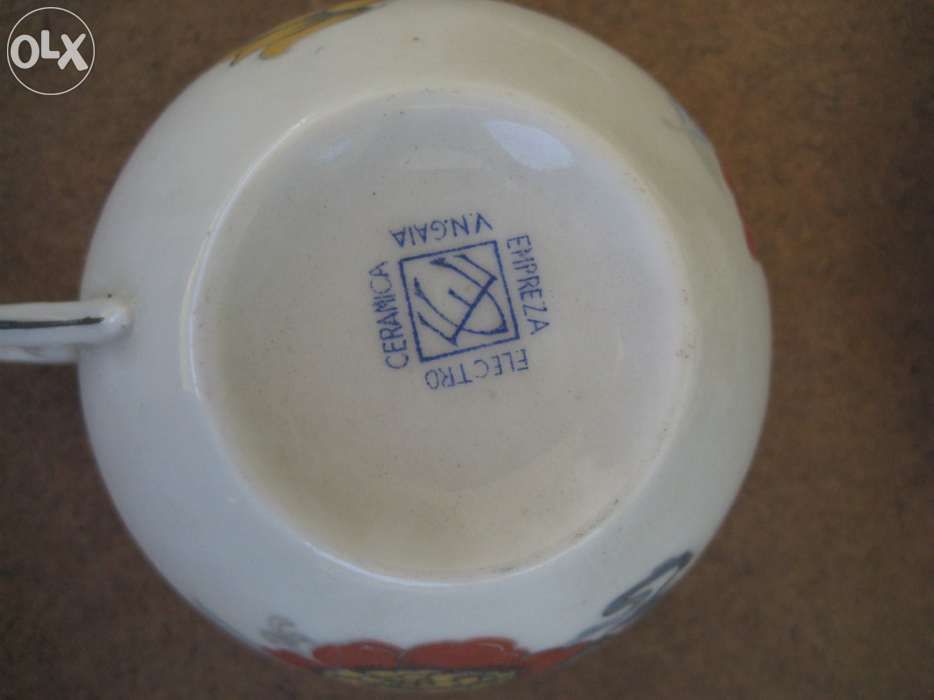 OLX
EMPREZA
ELECTRO
CERAMICA
V.N.GAIA